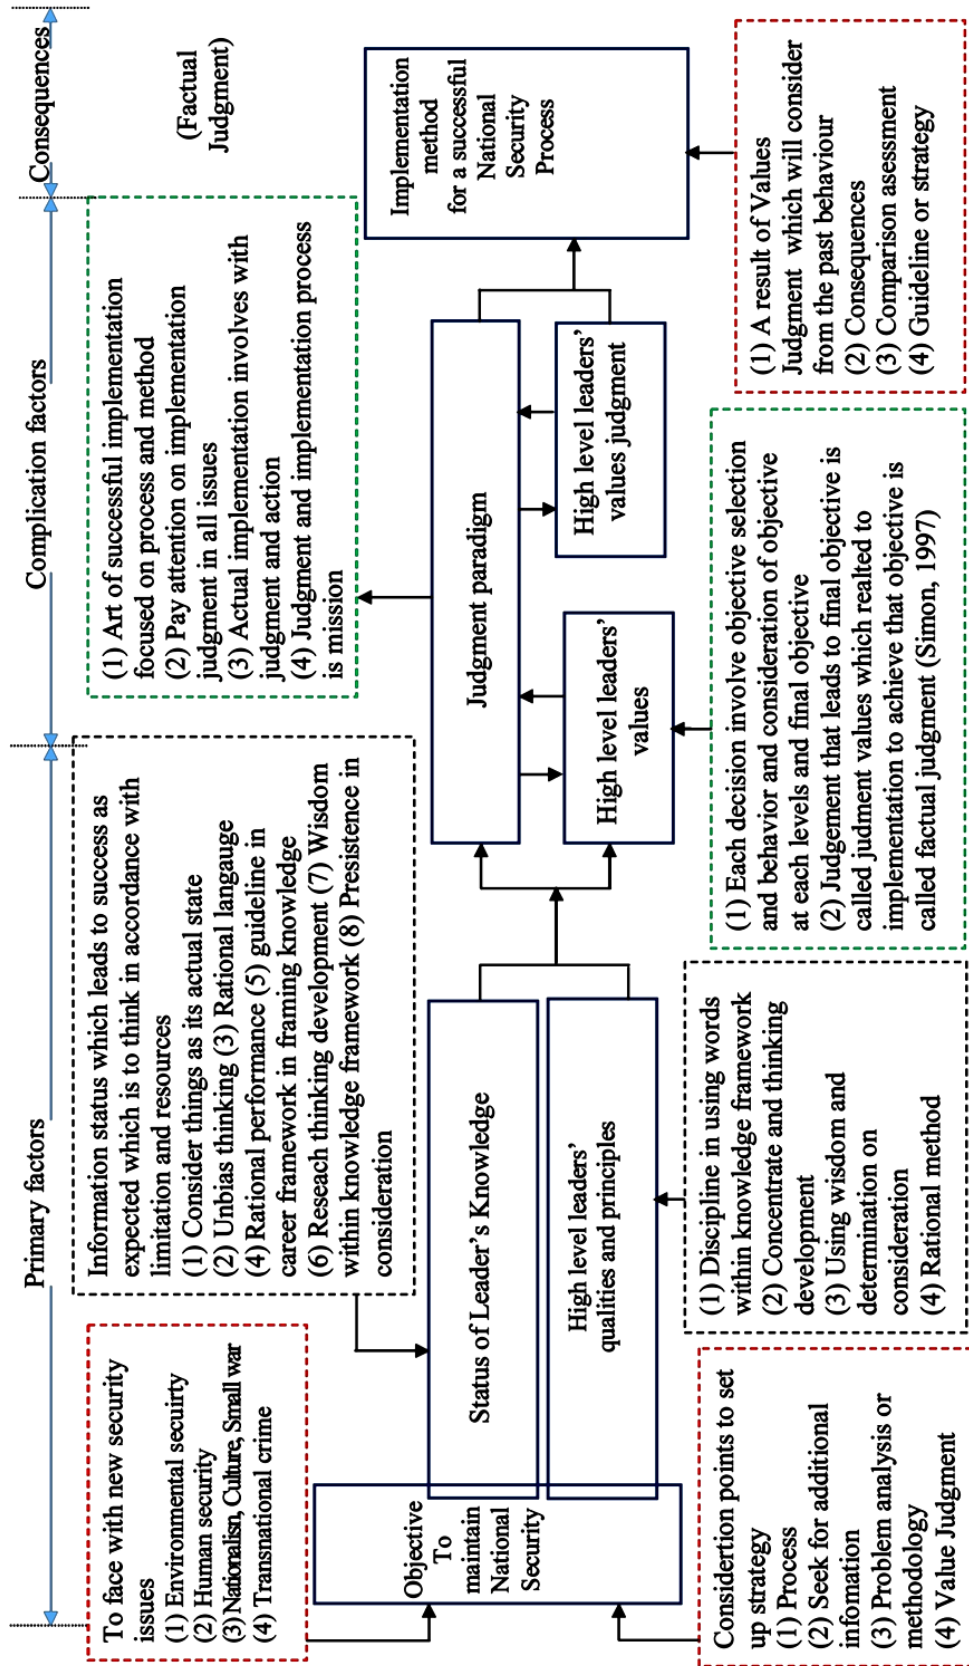 Primary factors
Complication factors
Consequences
To face with new security
issues
(1) Environmental secuirty
(2) Human security
(3) Nationalism, Culture, Small war
(4) Transnational crime
Information status which leads to success as
expected which is to think in accordance with
limitation and resources
(1) Consider things as its actual state
(2) Unbias thinking (3) Rational langauge
(4) Rational performance (5) guideline in
career framework in framing knowledge
(6) Reseach thinking development (7) Wisdom
within knowledge framework (8) Presistence in
consideration
(1) Art of successful implementation
focused on process and method
(2) Pay attention on implementation
judgment in all issues
(3) Actual implementation involves with
judgment and action
(4) Judgment and implementation process
is mission
(Factual
Judgment)
Objective
To
maintain
National
Security
Status of Leader's Knowledge
High level leaders'
qualities and principles
Judgment paradigm
High level leaders'
values
High level leaders'
values judgment
Implementation
method
for a successful
National
Security
Process
Considertion points to set
up strategy
(1) Process
(2) Seek for additional
infomation
(3) Problem analysis or
methodology
(4) Value Judgment
(1) Discipline in using words
within knowledge framework
(2) Concentrate and thinking
development
(3) Using wisdom and
determination on
consideration
(4) Rational method
(1) Each decision involve objective selection
and behavior and consideration of objective
at each levels and final objective
(2) Judgement that leads to final objective is
called judgment values which realted to
implementation to achieve that objective is
called factual judgment (Simon, 1997)
(1) A result of Values
Judgment which will consider
from the past behaviour
(2) Consequences
(3) Comparison asessment
(4) Guideline or strategy